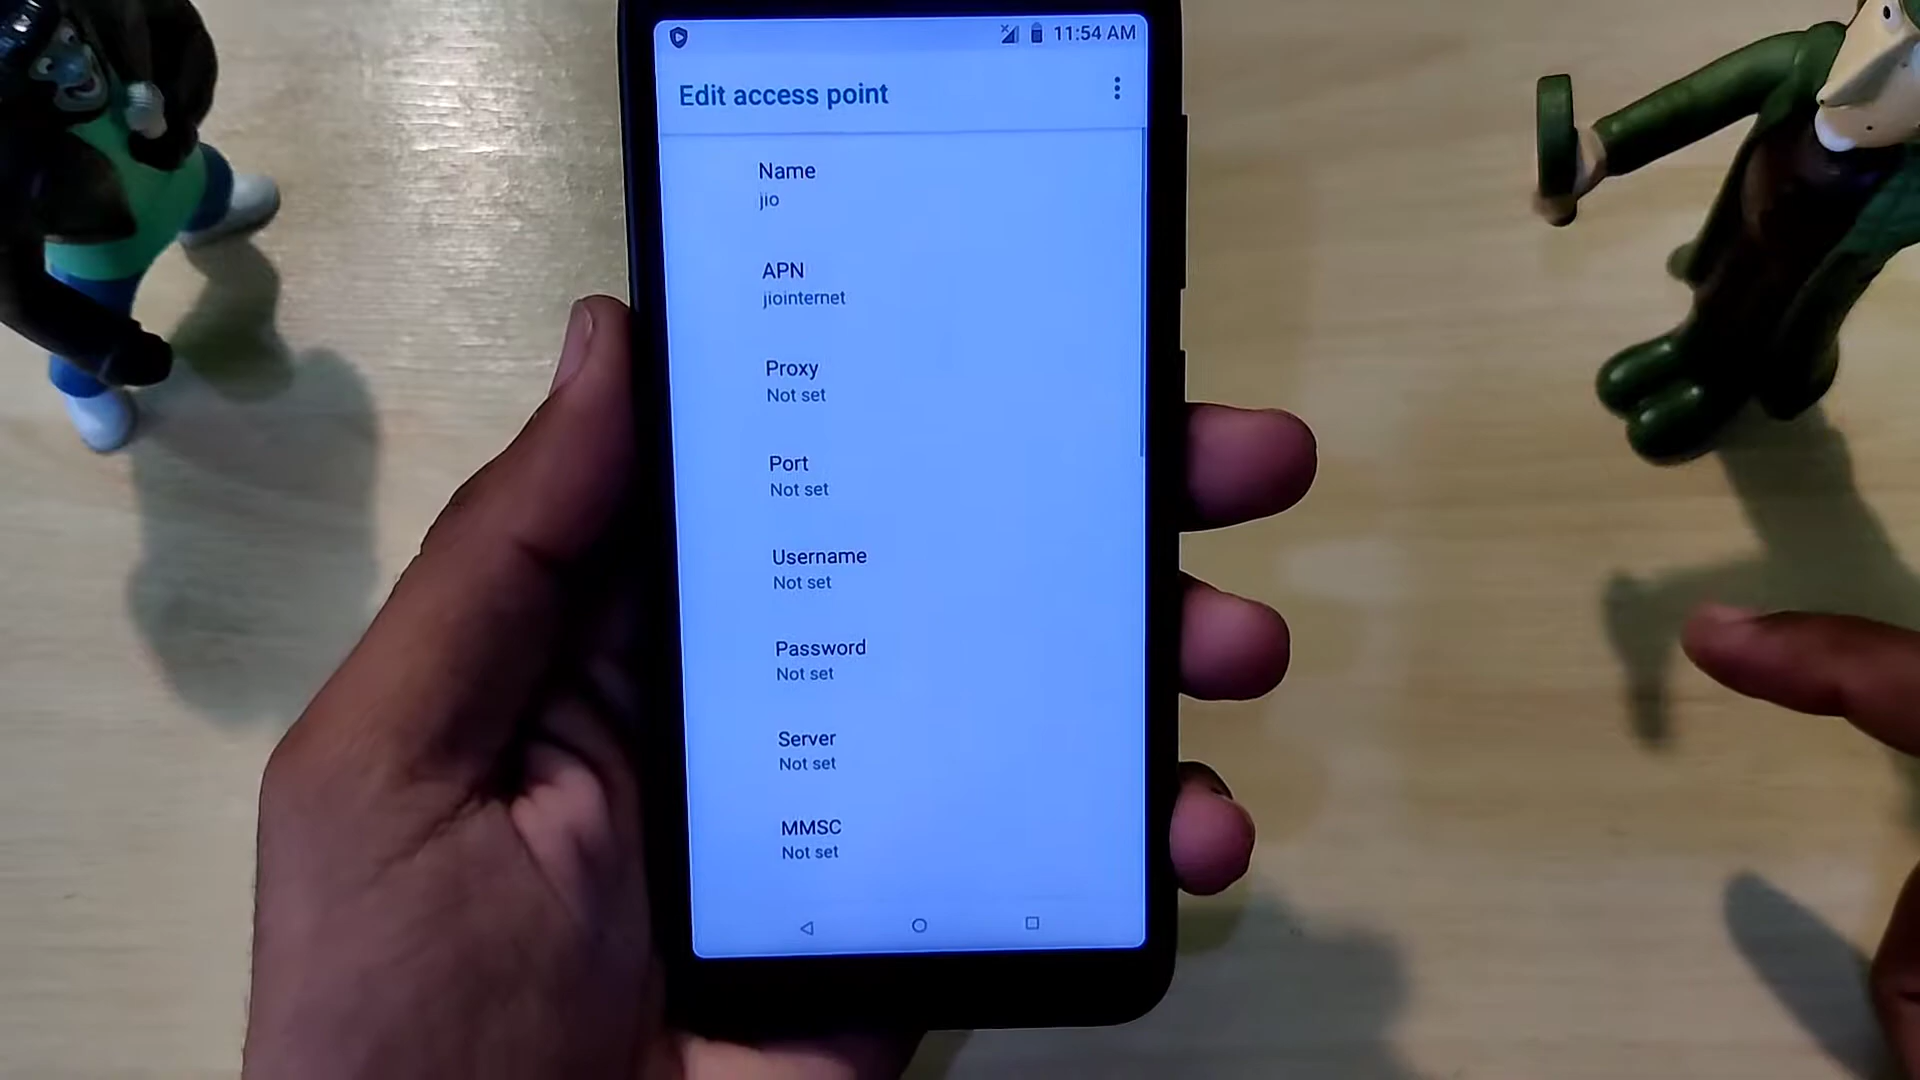 11:54 AM
Edit access point
Name
jio
APN
jiointernet
Proxy
Not set
Port
Not set
Username
Not set
Password
Not set
Server
Not set
MMSC
Not set